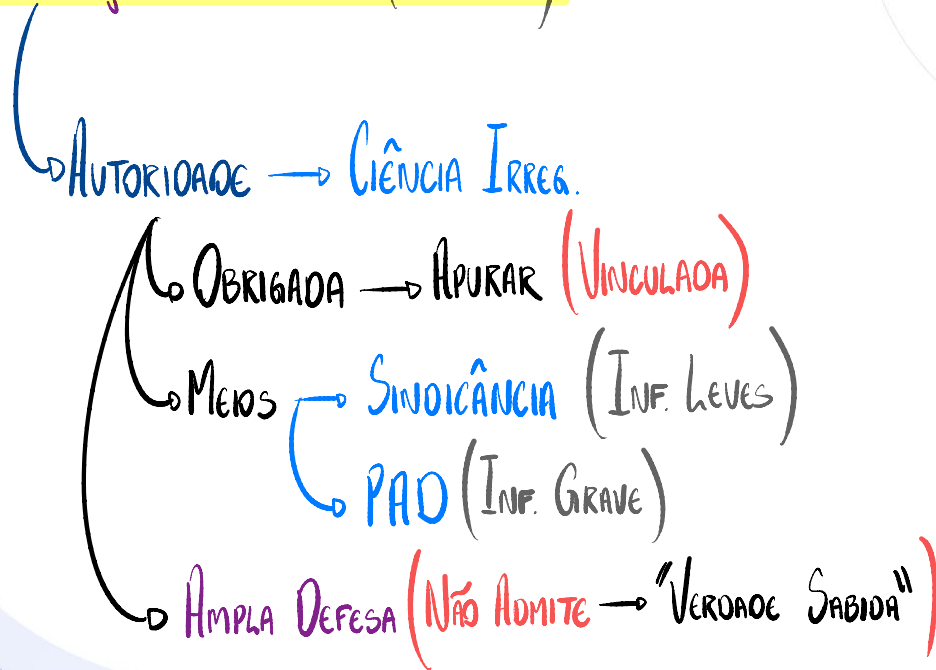 AUTORIDADE → CIÊNCIA IRREG.
OBRIGADA → APURAR (VINCULADA)
MEIOS → SINDICÂNCIA (INF. LEVES)
PAD (INF. GRAVE)
AMPLA DEFESA (NÃO ADMITE → "VERDADE SABIDA")